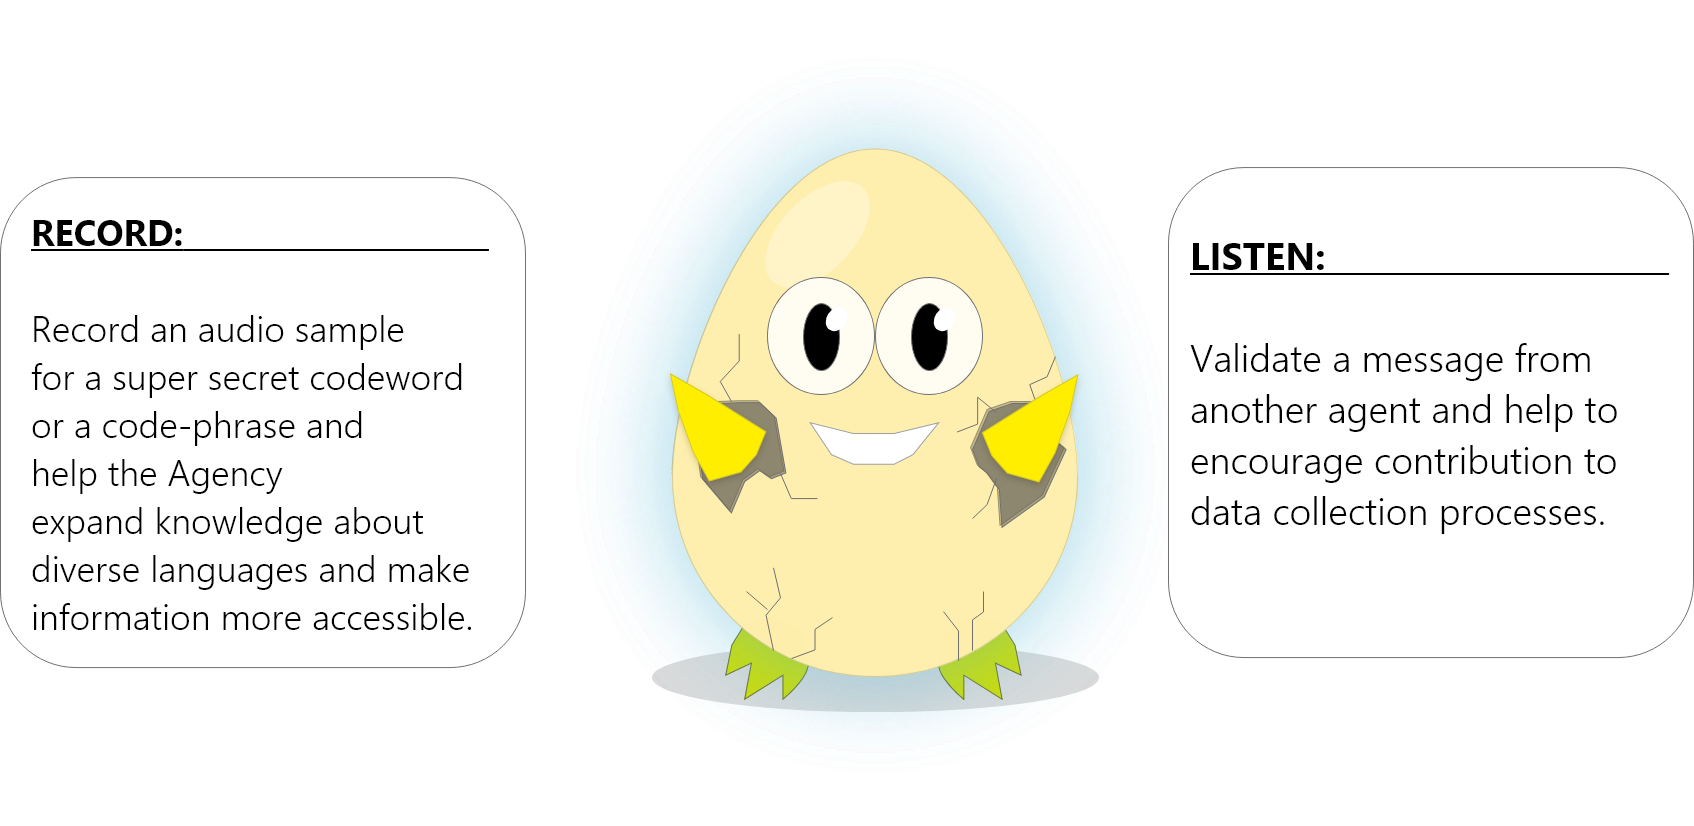 RECORD:
Record an audio sample
for a super secret codeword
or a code-phrase and
help the Agency
expand knowledge about
diverse languages and make
information more accessible.
LISTEN:
Validate a message from
another agent and help to
encourage contribution to
data collection processes.